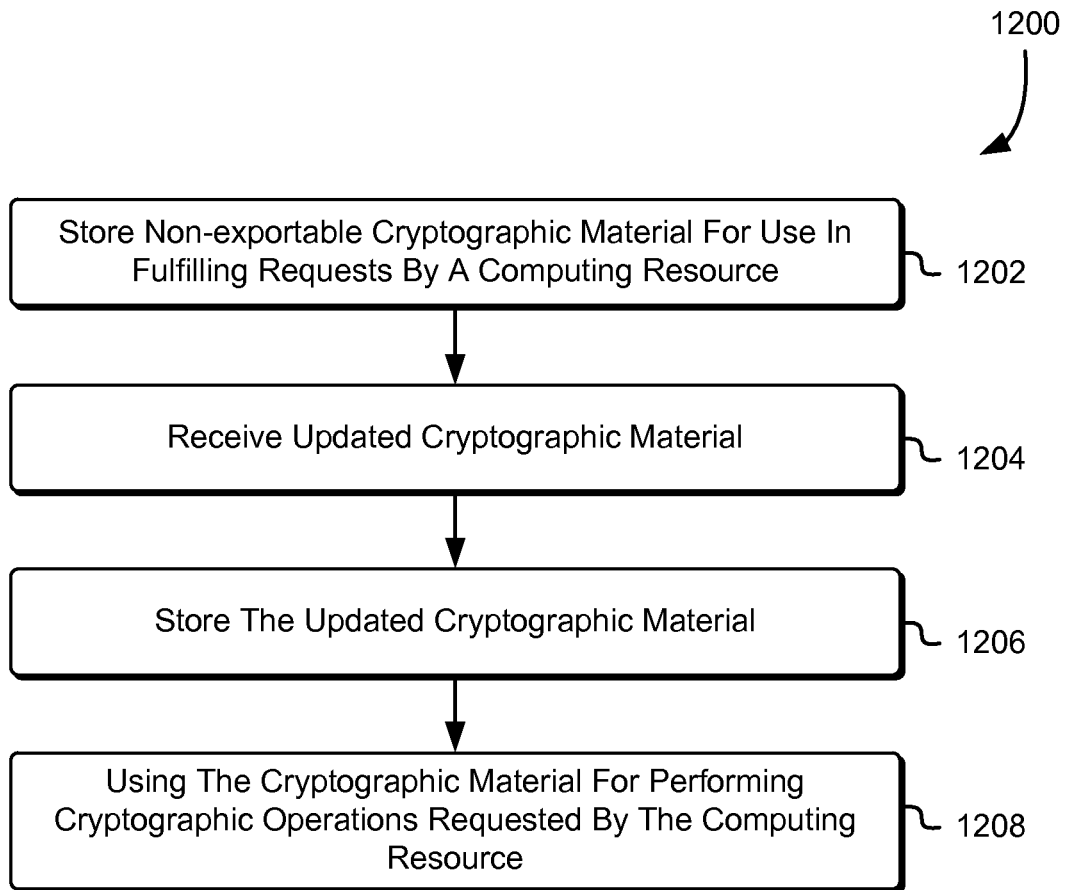 1200
Store Non-exportable Cryptographic Material For Use In
Fulfilling Requests By A Computing Resource
1202
Receive Updated Cryptographic Material
1204
Store The Updated Cryptographic Material
1206
Using The Cryptographic Material For Performing
Cryptographic Operations Requested By The Computing
Resource
1208